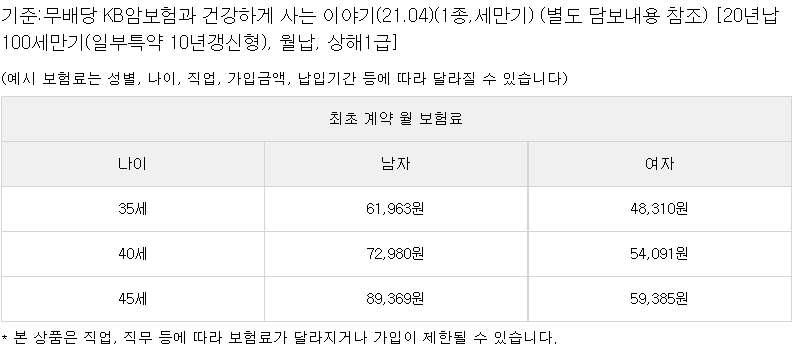 기준:무배당 KB암보험과 건강하게 사는 이야기(21.04)(1종,세만기) (별도 담보내용 참조) [20년납
100세만기(일부특약 10년갱신형), 월납, 상해1급]
(예시 보험료는 성별, 나이, 직업, 가입금액, 납입기간 등에 따라 달라질 수 있습니다)
최초 계약 월 보험료
나이 남자 여자
35세 61,963원 48,310원
40세 72,980원 54,091원
45세 89,369원 59,385원
* 본 상품은 직업, 직무 등에 따라 보험료가 달라지거나 가입이 제한될 수 있습니다.